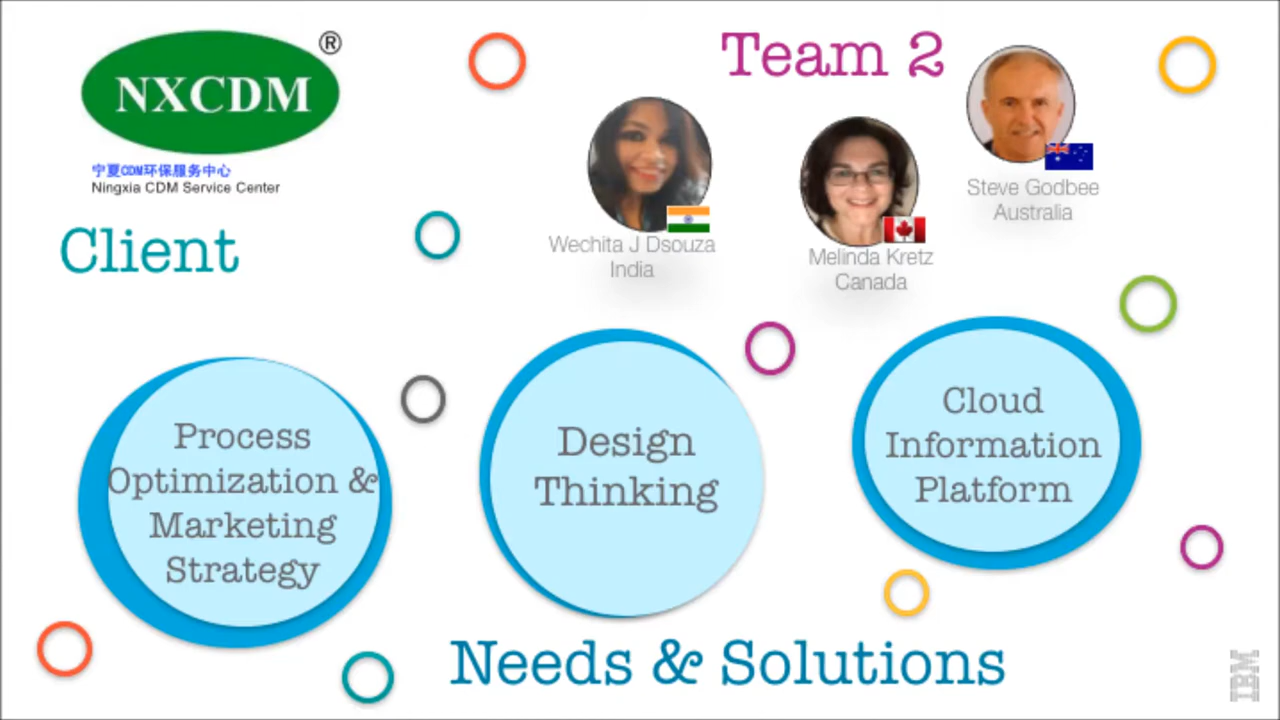 NXCDM ®
宁夏CDM环保服务中心
Ningxia CDM Service Center
Client
Team 2
Wechita J Dsouza
India
Melinda Kretz
Canada
Steve Godbee
Australia
Process
Optimization &
Marketing
Strategy
Design
Thinking
Cloud
Information
Platform
Needs & Solutions
IBM